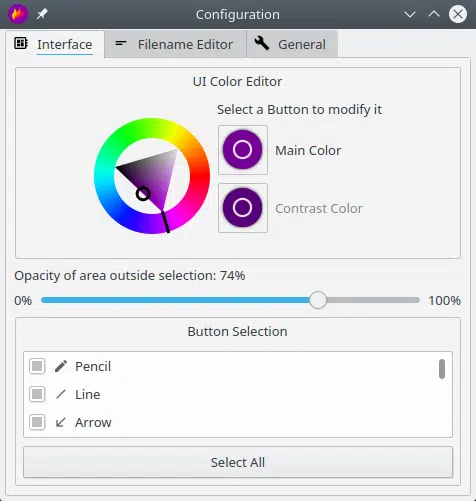 Configuration
Interface
Filename Editor
General
UI Color Editor
Select a Button to modify it
Main Color
Contrast Color
Opacity of area outside selection: 74%
0%
100%
Button Selection
Pencil
Line
Arrow
Select All